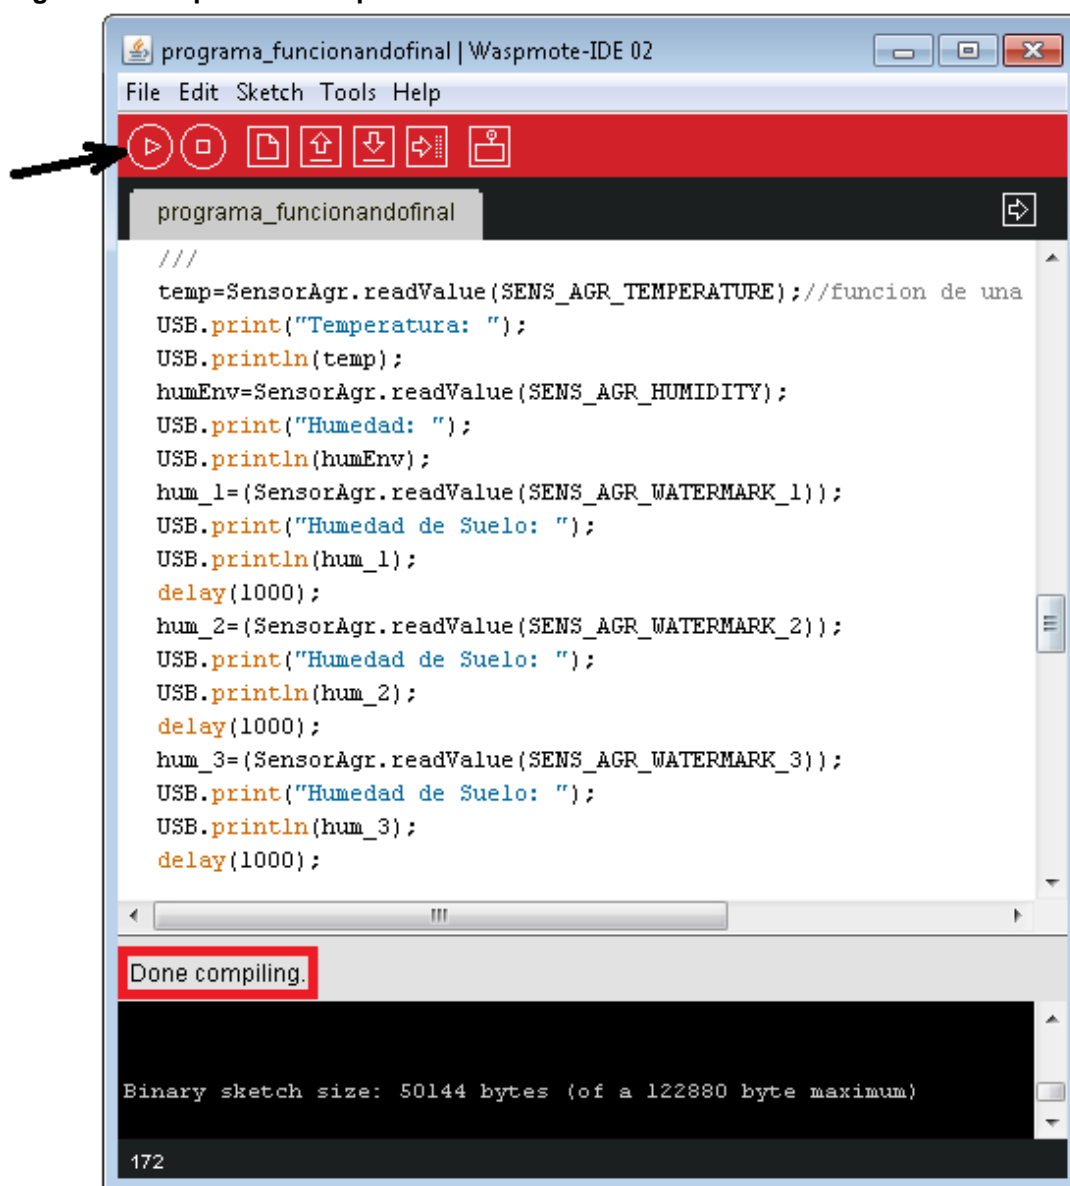 programa_funcionandofinal | Waspmote-IDE 02
File Edit Sketch Tools Help
programa_funcionandofinal
///
temp=SensorAgr.readValue(SENS_AGR_TEMPERATURE);//funcion de una
USB.print("Temperatura: ");
USB.println(temp);
humEnv=SensorAgr.readValue(SENS_AGR_HUMIDITY);
USB.print("Humedad: ");
USB.println(humEnv);
hum_1=(SensorAgr.readValue(SENS_AGR_WATERMARK_1));
USB.print("Humedad de Suelo: ");
USB.println(hum_1);
delay(1000);
hum_2=(SensorAgr.readValue(SENS_AGR_WATERMARK_2));
USB.print("Humedad de Suelo: ");
USB.println(hum_2);
delay(1000);
hum_3=(SensorAgr.readValue(SENS_AGR_WATERMARK_3));
USB.print("Humedad de Suelo: ");
USB.println(hum_3);
delay(1000);
Done compiling.
Binary sketch size: 50144 bytes (of a 122880 byte maximum)
172